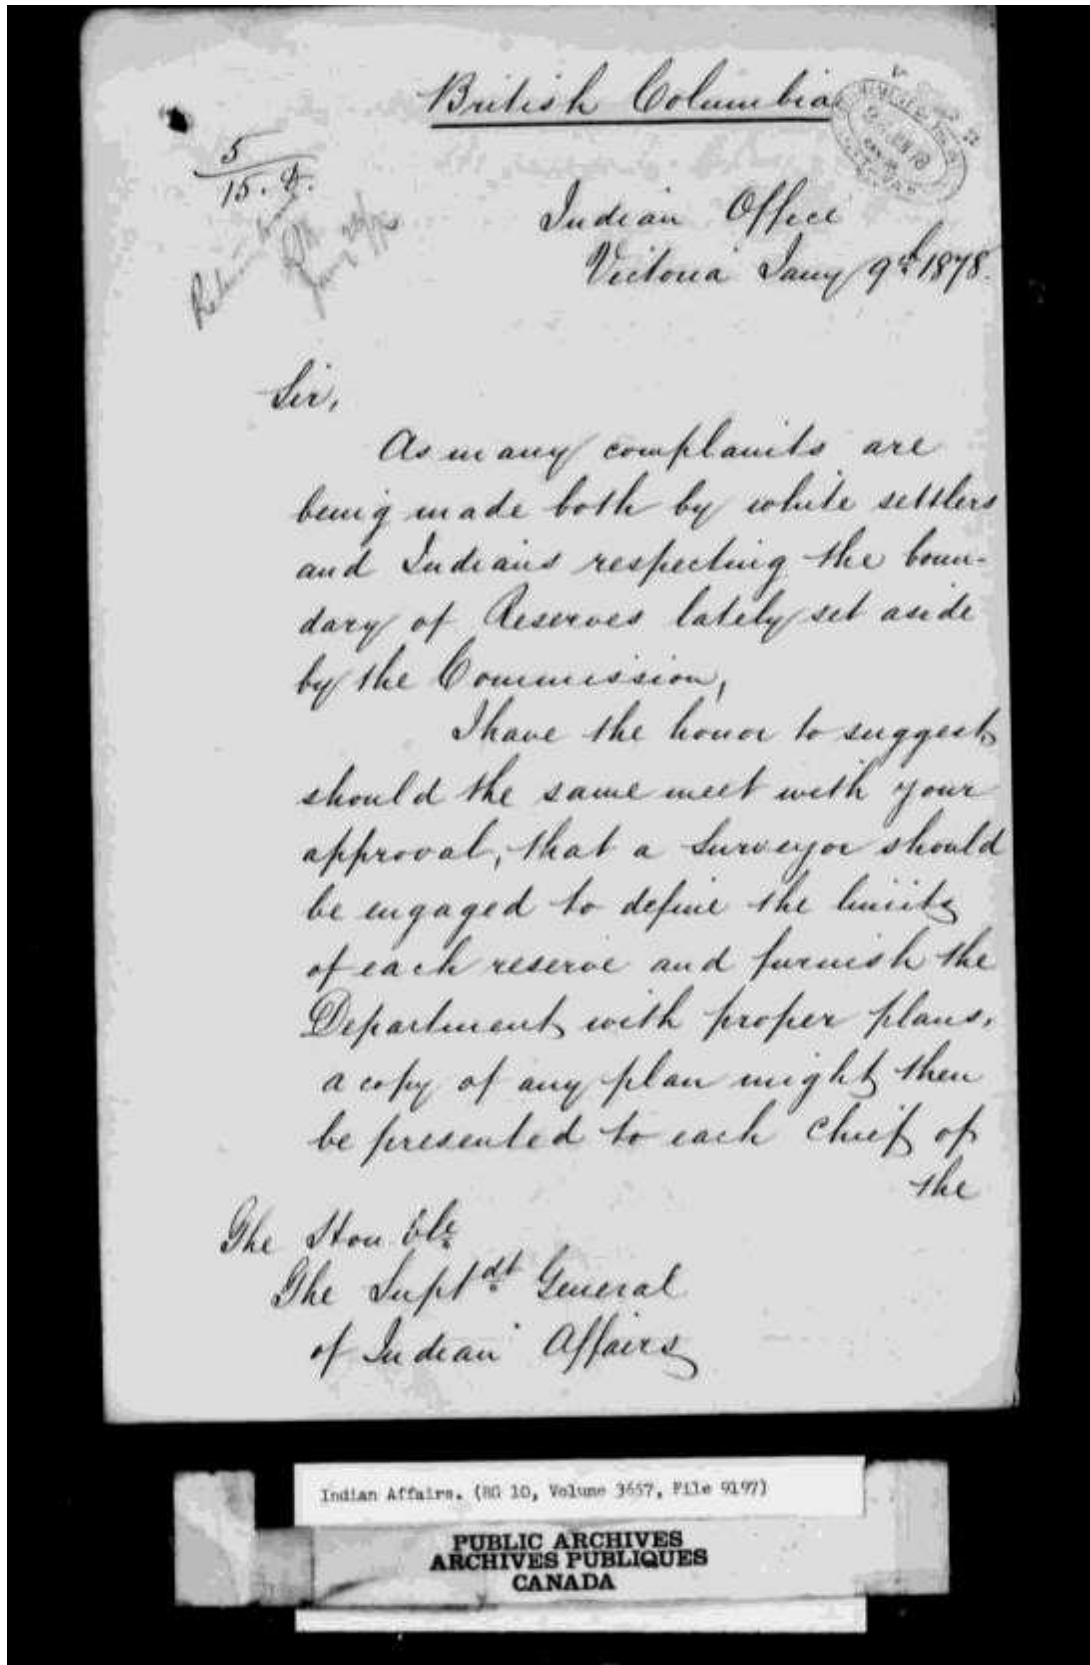 British Columbia
5
15. 
Indian Office
Victoria Jany 9th 1878.
Sir,
As many complaints are
being made both by white settlers
and Indians respecting the boun-
dary of Reserves lately set aside
by the Commission,
I have the honor to suggest
should the same meet with your
approval, that a Surveyor should
be engaged to define the limits
of each reserve and furnish the
Department with proper plans.
a copy of any plan might then
be presented to each Chief of
the
The Hon ble
The Supt dt General
of Indian Affairs
Indian Affairs. (RG 10, Volume 3657, File 9197)
PUBLIC ARCHIVES
ARCHIVES PUBLIQUES
CANADA